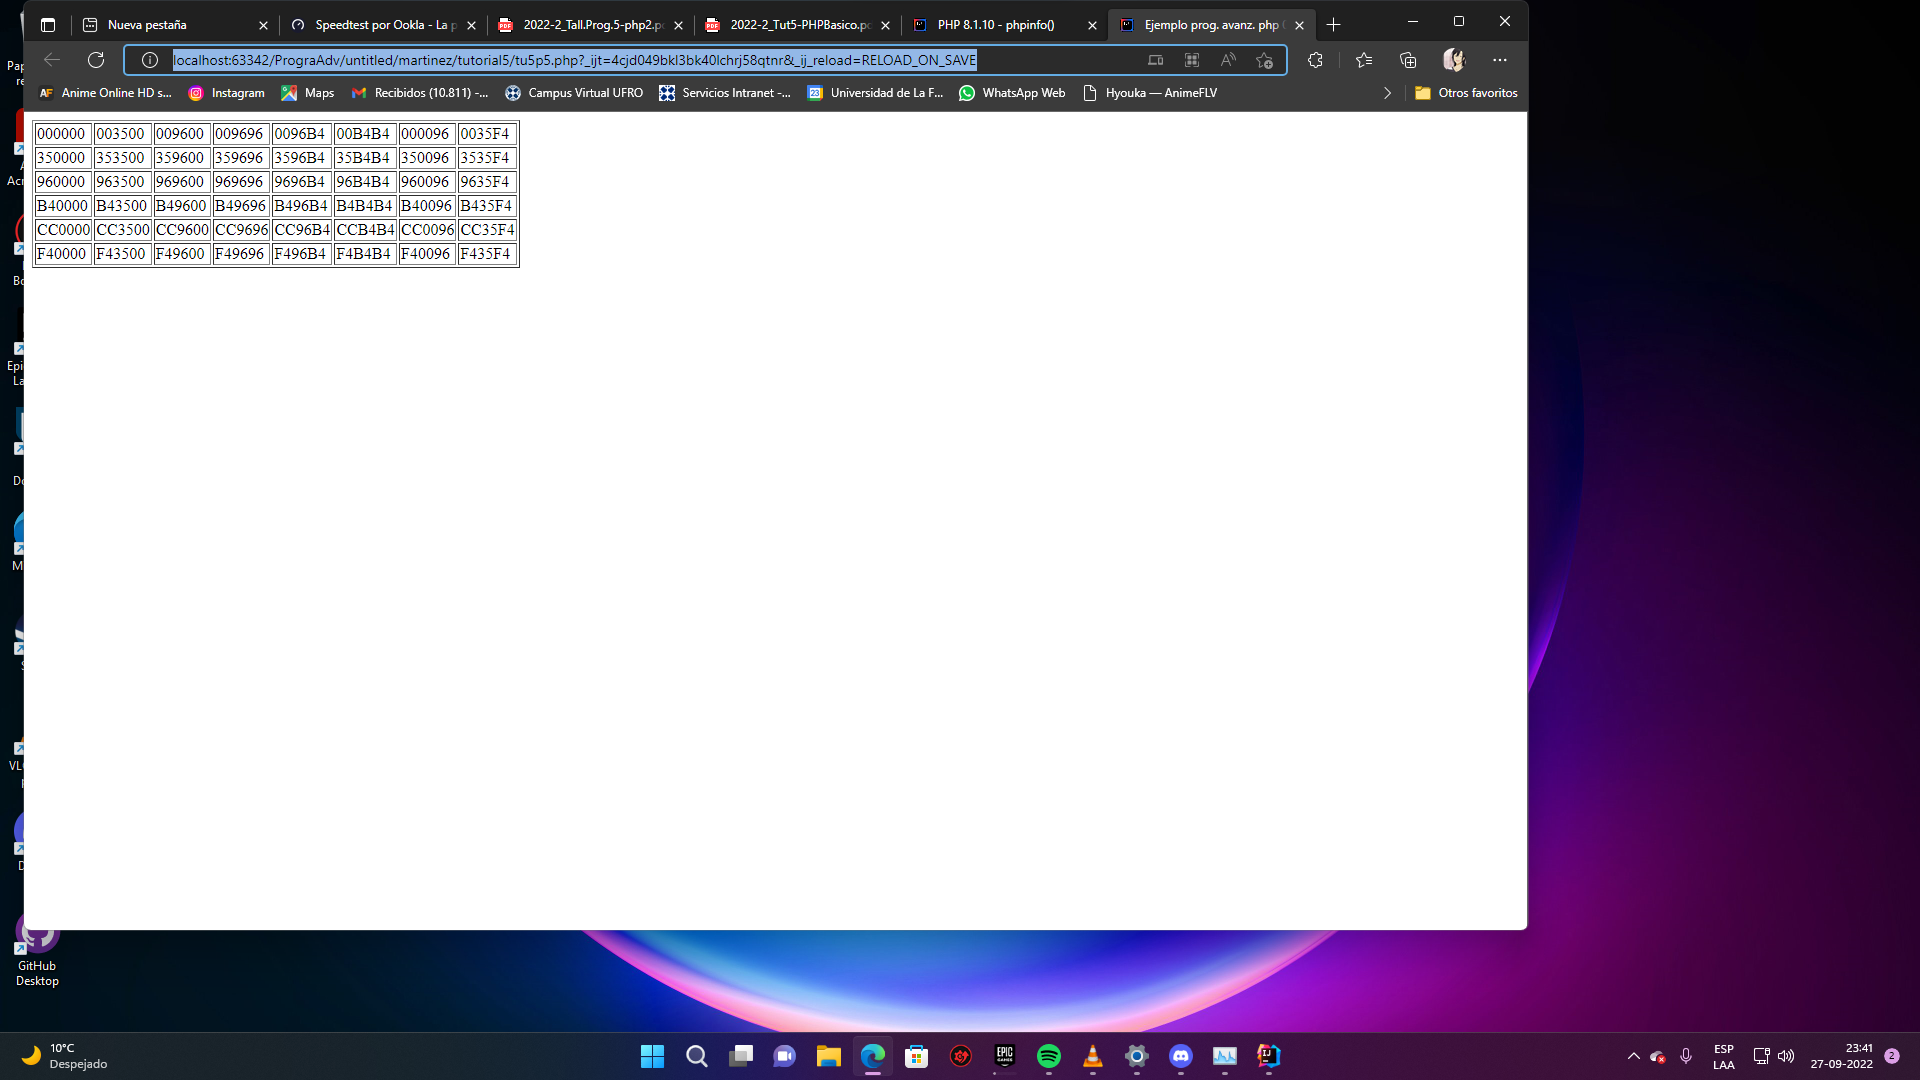 Nueva pestaña
Speedtest por Ookla - La p
2022-2_Tall.Prog.5-php2.pd
2022-2_Tut5-PHPBasico.pd
PHP 8.1.10 - phpinfo()
Ejemplo prog. avanz. php
localhost:63342/PrograAdv/untitled/martinez/tutorial5/tu5p5.php?_ijt=4cjd049bkl3bk40lchrj58qtnr&_ij_reload=RELOAD_ON_SAVE
Anime Online HD s... Instagram Maps Recibidos (10.811) -... Campus Virtual UFRO Servicios Intranet -... Universidad de La F... WhatsApp Web Hyouka — AnimeFLV Otros favoritos
000000 003500 009600 009696 0096B4 00B4B4 000096 0035F4
350000 353500 359600 359696 3596B4 35B4B4 350096 3535F4
960000 963500 969600 969696 9696B4 96B4B4 960096 9635F4
B40000 B43500 B49600 B49696 B496B4 B4B4B4 B40096 B435F4
CC0000 CC3500 CC9600 CC9696 CC96B4 CCB4B4 CC0096 CC35F4
F40000 F43500 F49600 F49696 F496B4 F4B4B4 F40096 F435F4
GitHub
Desktop
10°C
Despejado
EPIC
GAMES
ESP
LAA
23:41
27-09-2022
2